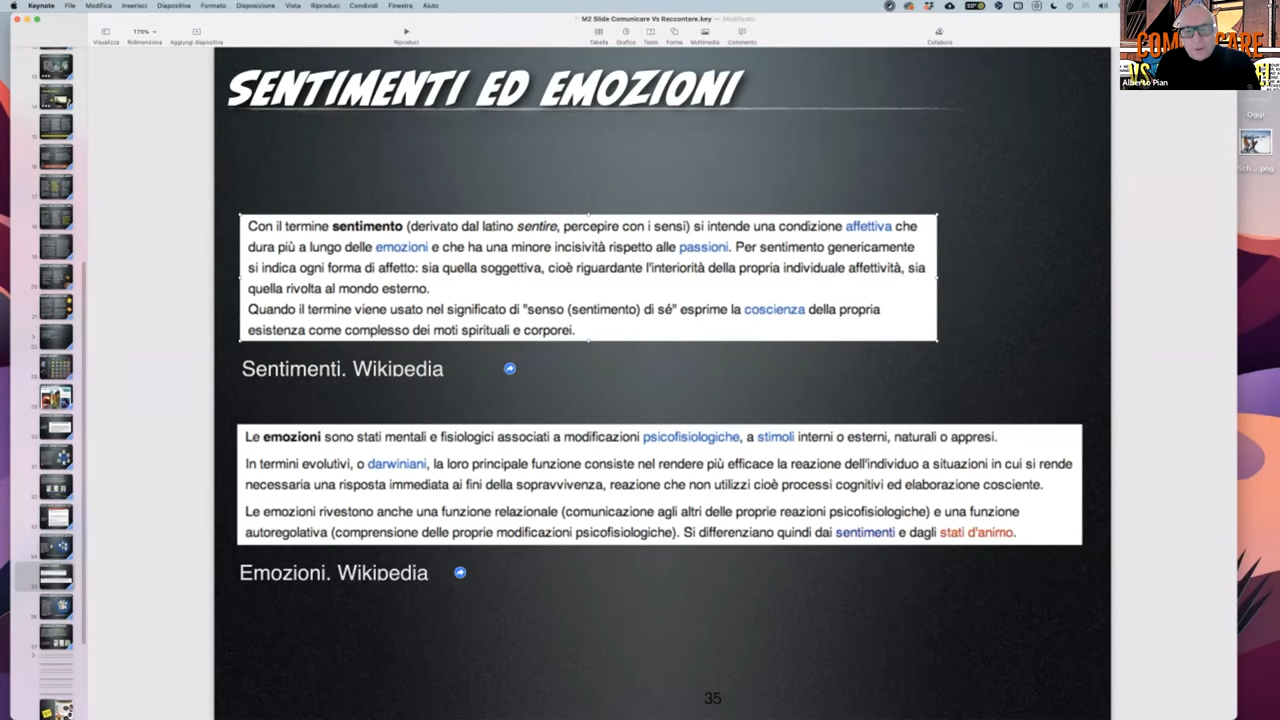 Keynote File Modifica Inserisci Diapositiva Formato Disposizione Vista Riproduci Condividi Finestre Aiuto
M2 Slide Comunicare Vs Raccontare.key — Modificato
175%
Visualizza Ridimensiona Aggiungi diapositiva Riproduci Tabella Grafico Testo Forma Multimedia Commento Collabora
COMUNICARE
VS
Alberto Pian
Oggi
Sch...png
SENTIMENTI ED EMOZIONI
Con il termine sentimento (derivato dal latino sentire, percepire con i sensi) si intende una condizione affettiva che
dura più a lungo delle emozioni e che ha una minore incisività rispetto alle passioni. Per sentimento genericamente
si indica ogni forma di affetto: sia quella soggettiva, cioè riguardante l'interiorità della propria individuale affettività, sia
quella rivolta al mondo esterno.
Quando il termine viene usato nel significato di "senso (sentimento) di sé" esprime la coscienza della propria
esistenza come complesso dei moti spirituali e corporei.
Sentimenti. Wikipedia
Le emozioni sono stati mentali e fisiologici associati a modificazioni psicofisiologiche, a stimoli interni o esterni, naturali o appresi.
In termini evolutivi, o darwiniani, la loro principale funzione consiste nel rendere più efficace la reazione dell'individuo a situazioni in cui si rende
necessaria una risposta immediata ai fini della sopravvivenza, reazione che non utilizzi cioè processi cognitivi ed elaborazione cosciente.
Le emozioni rivestono anche una funzione relazionale (comunicazione agli altri delle proprie reazioni psicofisiologiche) e una funzione
autoregolativa (comprensione delle proprie modificazioni psicofisiologiche). Si differenziano quindi dai sentimenti e dagli stati d'animo.
Emozioni. Wikipedia
35